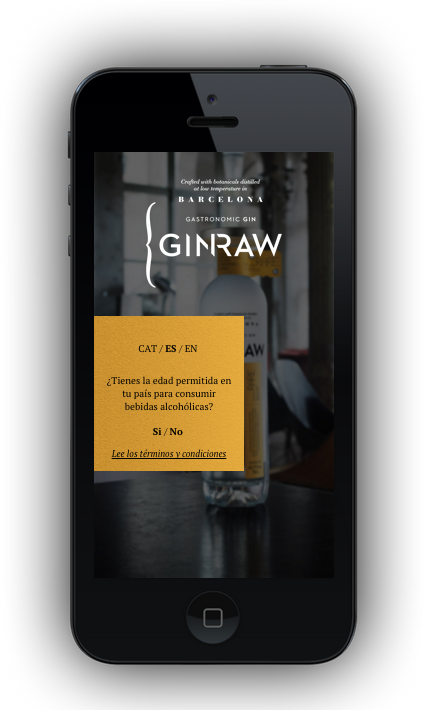 Crafted with botanicals distilled
at low temperature in
BARCELONA
GASTRONOMIC GIN
GINRAW
AW
CAT / ES / EN
¿Tienes la edad permitida en
tu país para consumir
bebidas alcohólicas?
Si / No
Lee los términos y condiciones